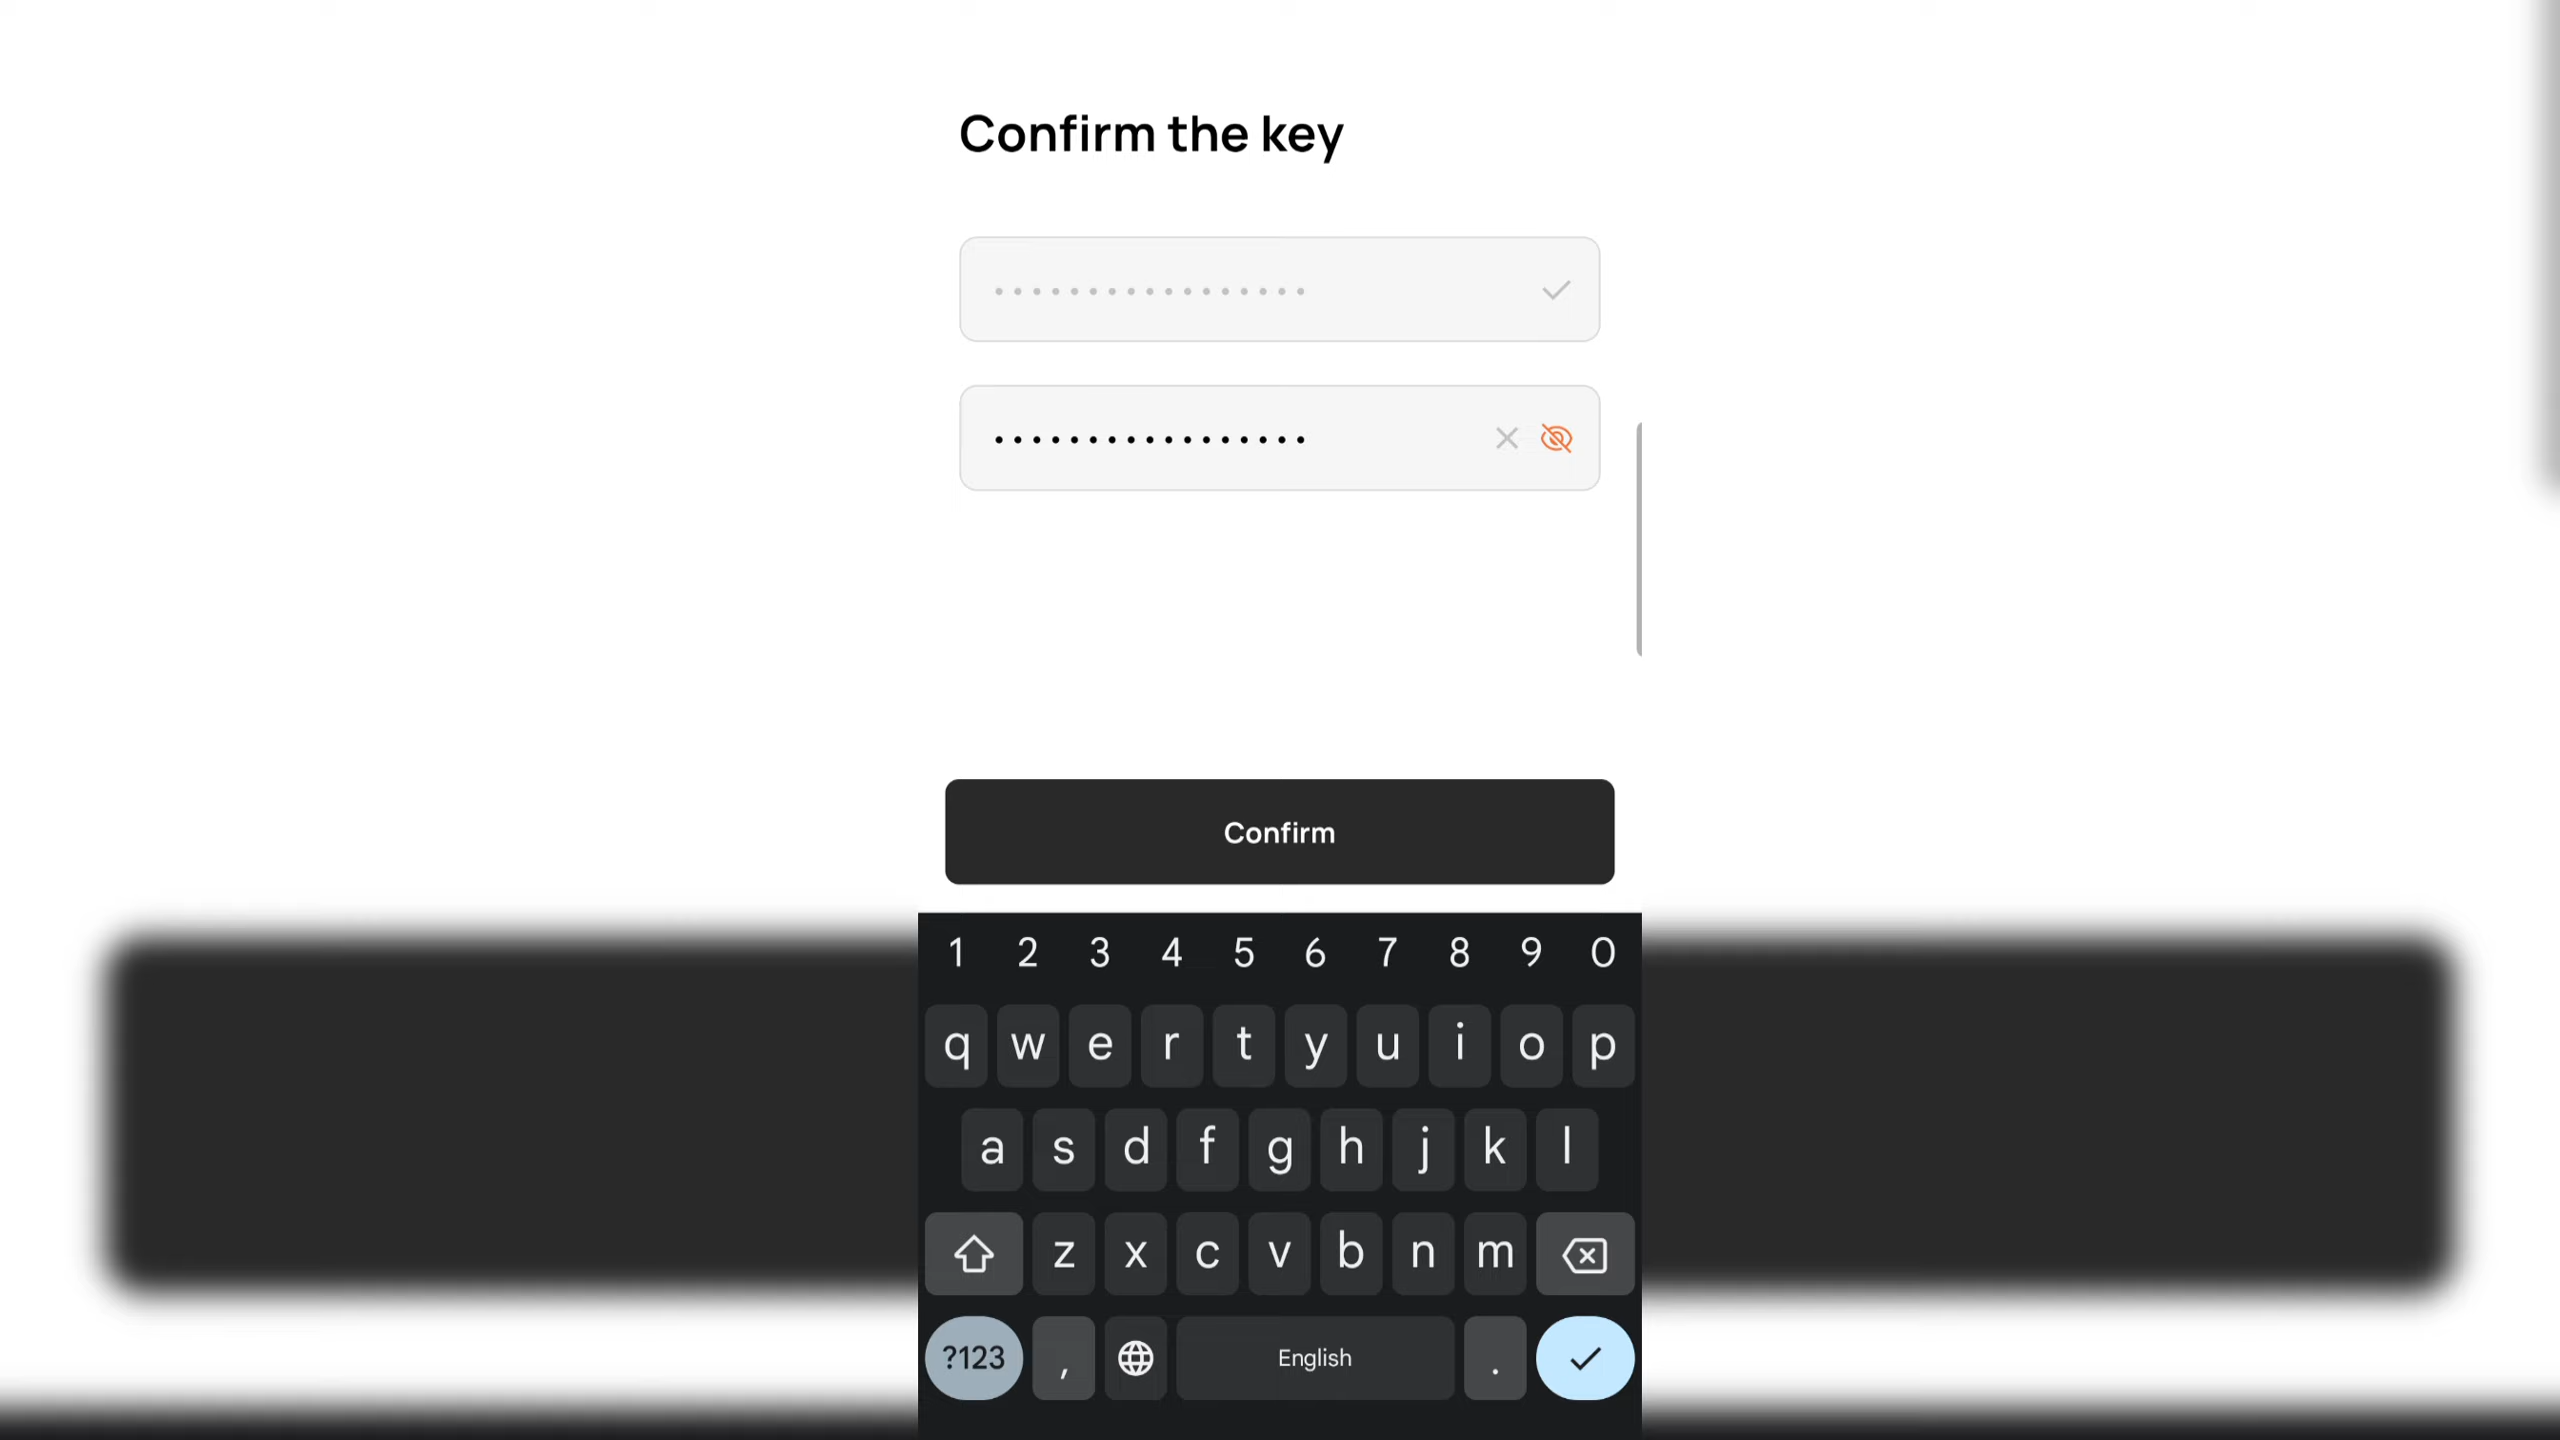 Confirm the key
•••••••••••••••••
•••••••••••••••••
Confirm
1 2 3 4 5 6 7 8 9 0
q w e r t y u i o p
a s d f g h j k l
z x c v b n m
?123 , English .